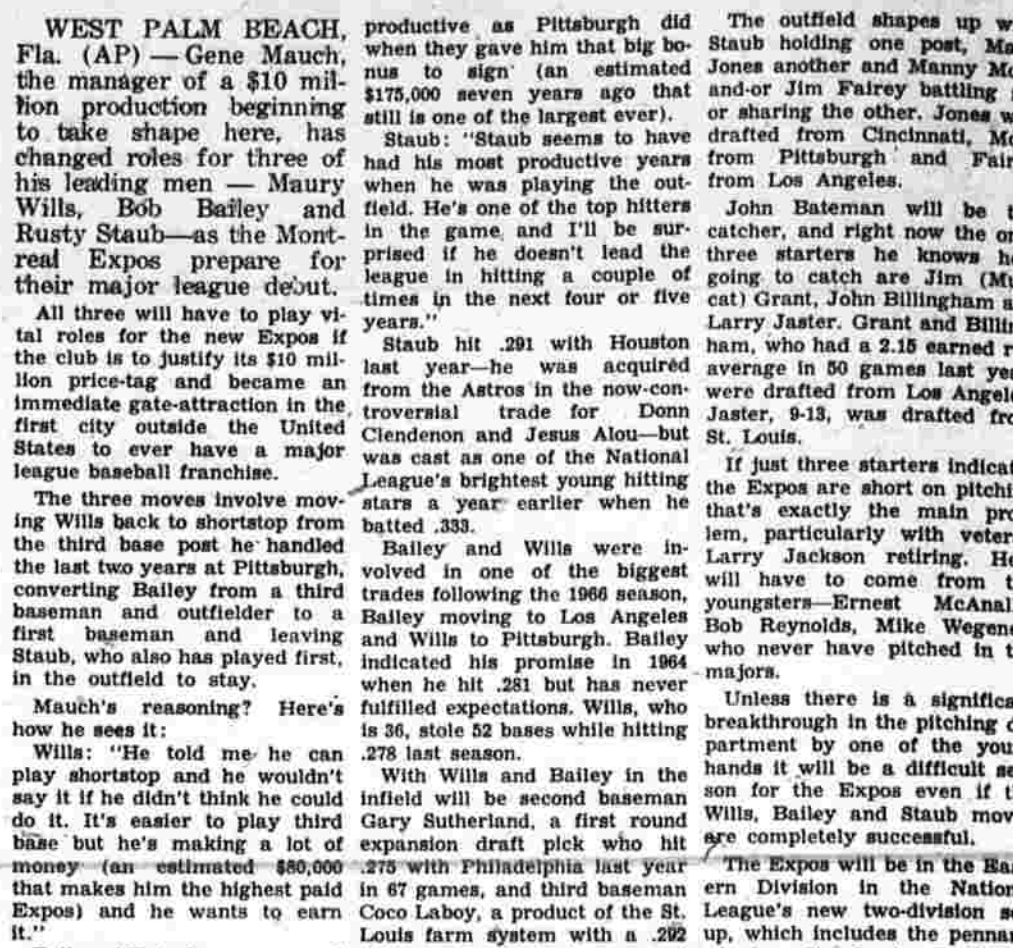 WEST PALM BEACH,
Fla. (AP) — Gene Mauch,
the manager of a $10 mil-
lion production beginning
to take shape here, has
changed roles for three of
his leading men — Maury
Wills, Bob Bailey and
Rusty Staub—as the Mont-
real Expos prepare for
their major league debut.
All three will have to play vi-
tal roles for the new Expos if
the club is to justify its $10 mil-
lion price-tag and became an
immediate gate-attraction in the
first city outside the United
States to ever have a major
league baseball franchise.
The three moves involve mov-
ing Wills back to shortstop from
the third base post he handled
the last two years at Pittsburgh,
converting Bailey from a third
baseman and outfielder to a
first baseman and leaving
Staub, who also has played first,
in the outfield to stay.
Mauch's reasoning? Here's
how he sees it:
Wills: "He told me he can
play shortstop and he wouldn't
say it if he didn't think he could
do it. It's easier to play third
base but he's making a lot of
money (an estimated $80,000
that makes him the highest paid
Expos) and he wants to earn
it."
productive as Pittsburgh did
when they gave him that big bo-
nus to sign (an estimated
$175,000 seven years ago that
still is one of the largest ever).
Staub: "Staub seems to have
had his most productive years
when he was playing the out-
field. He's one of the top hitters
in the game and I'll be sur-
prised if he doesn't lead the
league in hitting a couple of
times in the next four or five
years."
Staub hit .291 with Houston
last year—he was acquired
from the Astros in the now-con-
troversial trade for Donn
Clendenon and Jesus Alou—but
was cast as one of the National
League's brightest young hitting
stars a year earlier when he
batted .333.
Bailey and Wills were in-
volved in one of the biggest
trades following the 1966 season,
Bailey moving to Los Angeles
and Wills to Pittsburgh. Bailey
indicated his promise in 1964
when he hit .281 but has never
fulfilled expectations. Wills, who
is 36, stole 52 bases while hitting
.278 last season.
With Wills and Bailey in the
infield will be second baseman
Gary Sutherland, a first round
expansion draft pick who hit
.275 with Philadelphia last year
in 67 games, and third baseman
Coco Laboy, a product of the St.
Louis farm system with a .292
The outfield shapes up w
Staub holding one post, Ma
Jones another and Manny Mo
and-or Jim Fairey battling
or sharing the other. Jones w
drafted from Cincinnati, Mo
from Pittsburgh and Fair
from Los Angeles.
John Bateman will be t
catcher, and right now the on
three starters he knows he
going to catch are Jim (Mu
cat) Grant, John Billingham a
Larry Jaster. Grant and Billin
ham, who had a 2.15 earned r
average in 50 games last yea
were drafted from Los Angele
Jaster, 9-13, was drafted fro
St. Louis.
If just three starters indicat
the Expos are short on pitchi
that's exactly the main pro
lem, particularly with veter
Larry Jackson retiring. He
will have to come from t
youngsters—Ernest McAnal
Bob Reynolds, Mike Wegene
who never have pitched in t
majors.
Unless there is a significa
breakthrough in the pitching d
partment by one of the you
hands it will be a difficult se
son for the Expos even if t
Wills, Bailey and Staub mov
are completely successful.
The Expos will be in the Eas
ern Division in the Nation
League's new two-division se
up, which includes the pennan